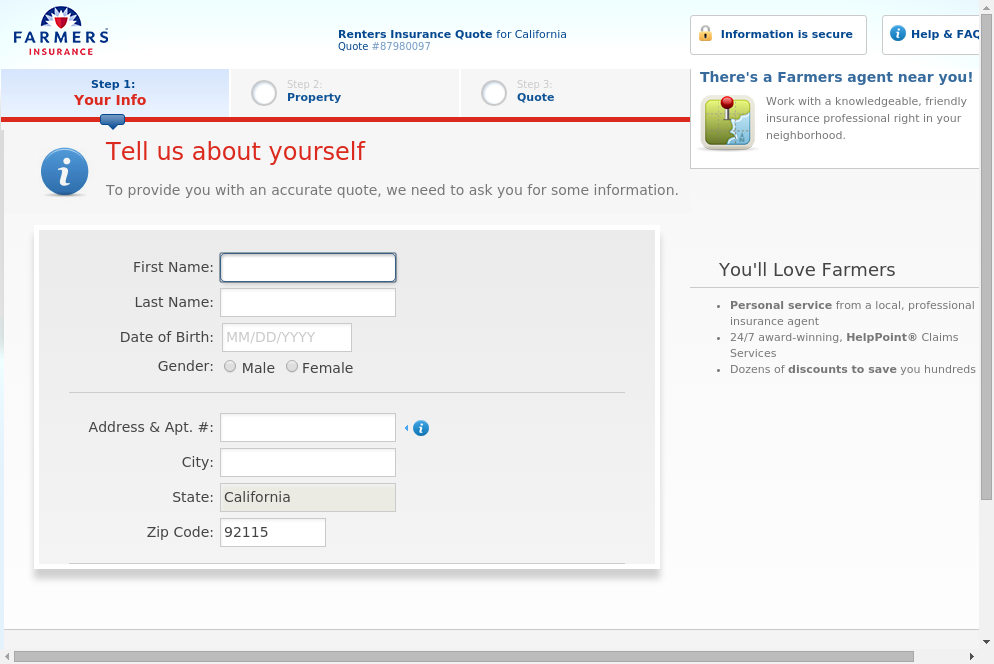 FARMERS
INSURANCE
Renters Insurance Quote for California
Quote #87980097
Information is secure
Help & FAQ
Step 1:
Your Info
Step 2:
Property
Step 3:
Quote
There's a Farmers agent near you!
Work with a knowledgeable, friendly
insurance professional right in your
neighborhood.
Tell us about yourself
To provide you with an accurate quote, we need to ask you for some information.
First Name:
Last Name:
Date of Birth: MM/DD/YYYY
Gender: Male Female
Address & Apt. #:
City:
State: California
Zip Code: 92115
You'll Love Farmers
• Personal service from a local, professional
insurance agent
• 24/7 award-winning, HelpPoint® Claims
Services
• Dozens of discounts to save you hundreds